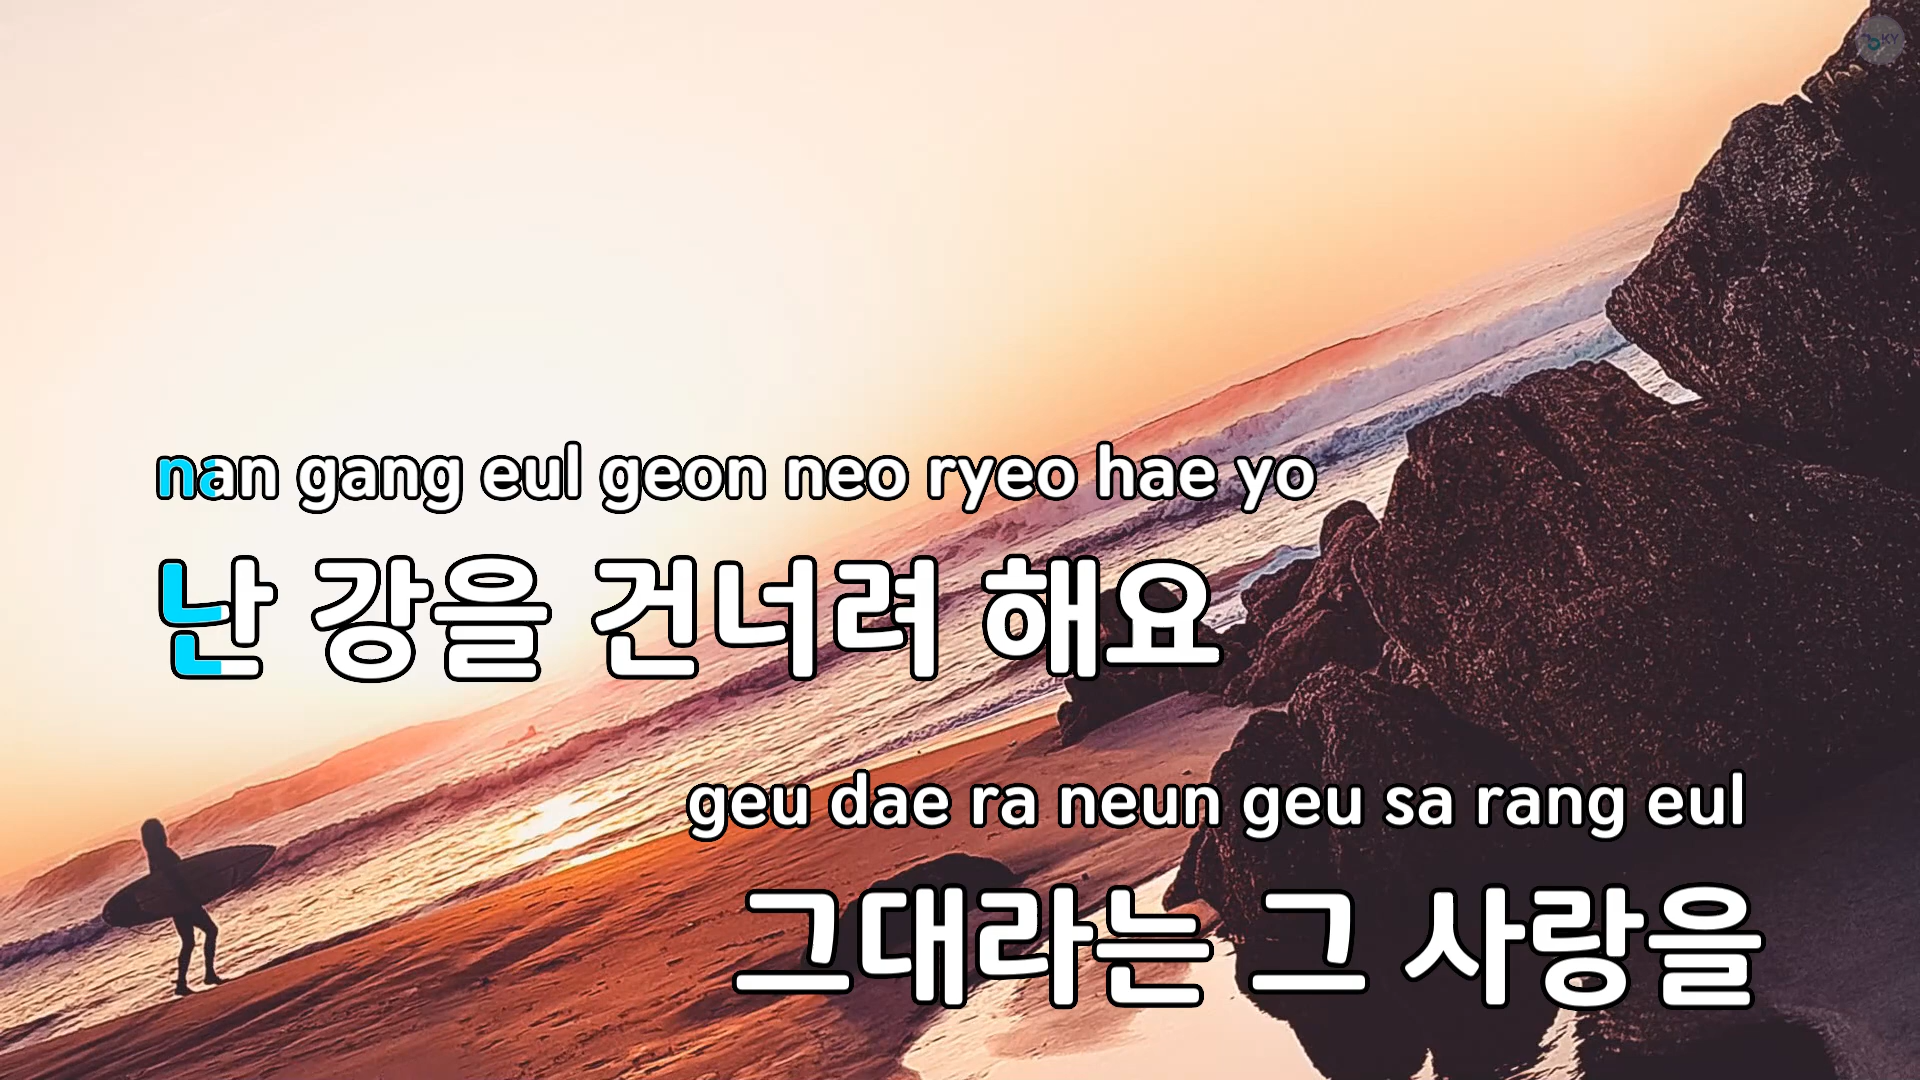 KY
nan gang eul geon neo ryeo hae yo
난 강을 건너려 해요
geu dae ra neun geu sa rang eul
그대라는 그 사랑을